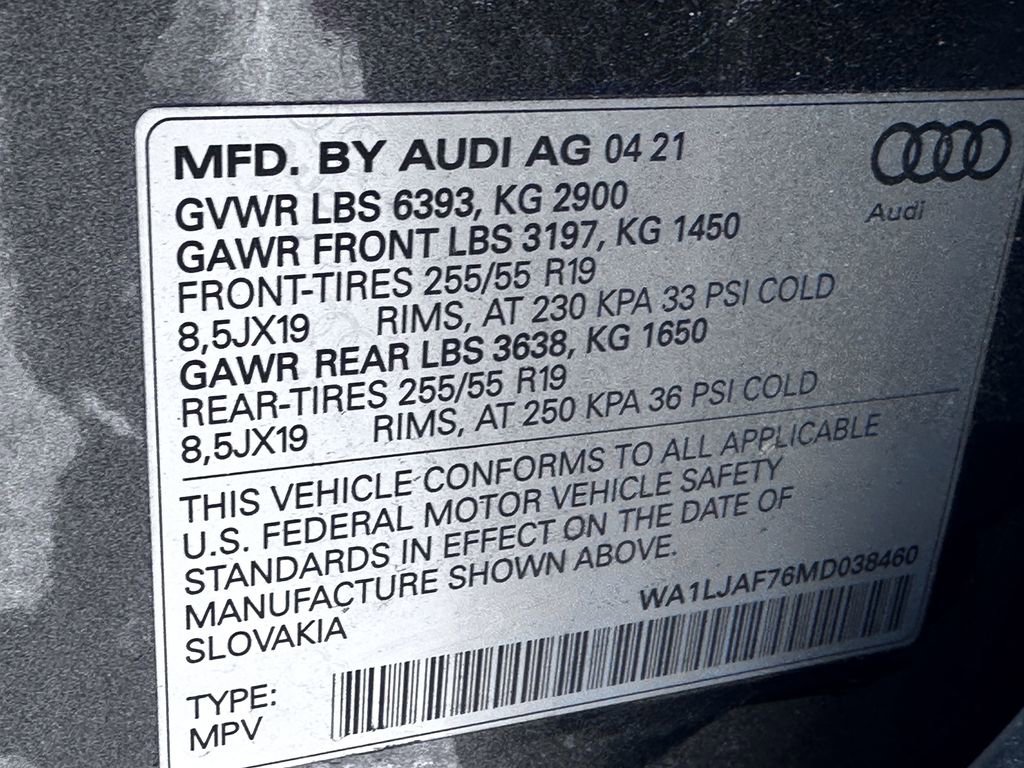 MFD. BY AUDI AG 04 21
Audi
GVWR LBS 6393, KG 2900
GAWR FRONT LBS 3197, KG 1450
FRONT-TIRES 255/55 R19
8,5JX19 RIMS, AT 230 KPA 33 PSI COLD
GAWR REAR LBS 3638, KG 1650
REAR-TIRES 255/55 R19
8,5JX19 RIMS, AT 250 KPA 36 PSI COLD
THIS VEHICLE CONFORMS TO ALL APPLICABLE
U.S. FEDERAL MOTOR VEHICLE SAFETY
STANDARDS IN EFFECT ON THE DATE OF
MANUFACTURE SHOWN ABOVE.
SLOVAKIA
WA1LJAF76MD038460
TYPE:
MPV